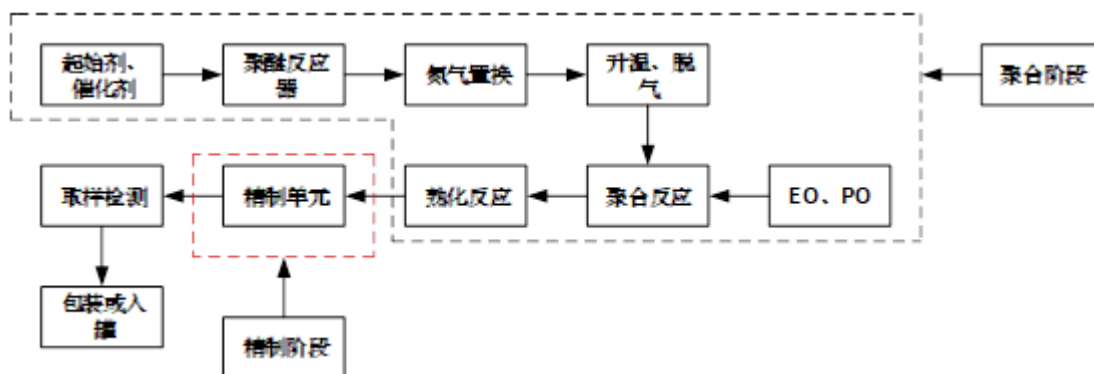 起始剂、
催化剂
聚醚反应
器
氮气置换
升温、脱
气
聚合阶段
取样检测
精制单元
熟化反应
聚合反应
EO、PO
包装或入
罐
精制阶段